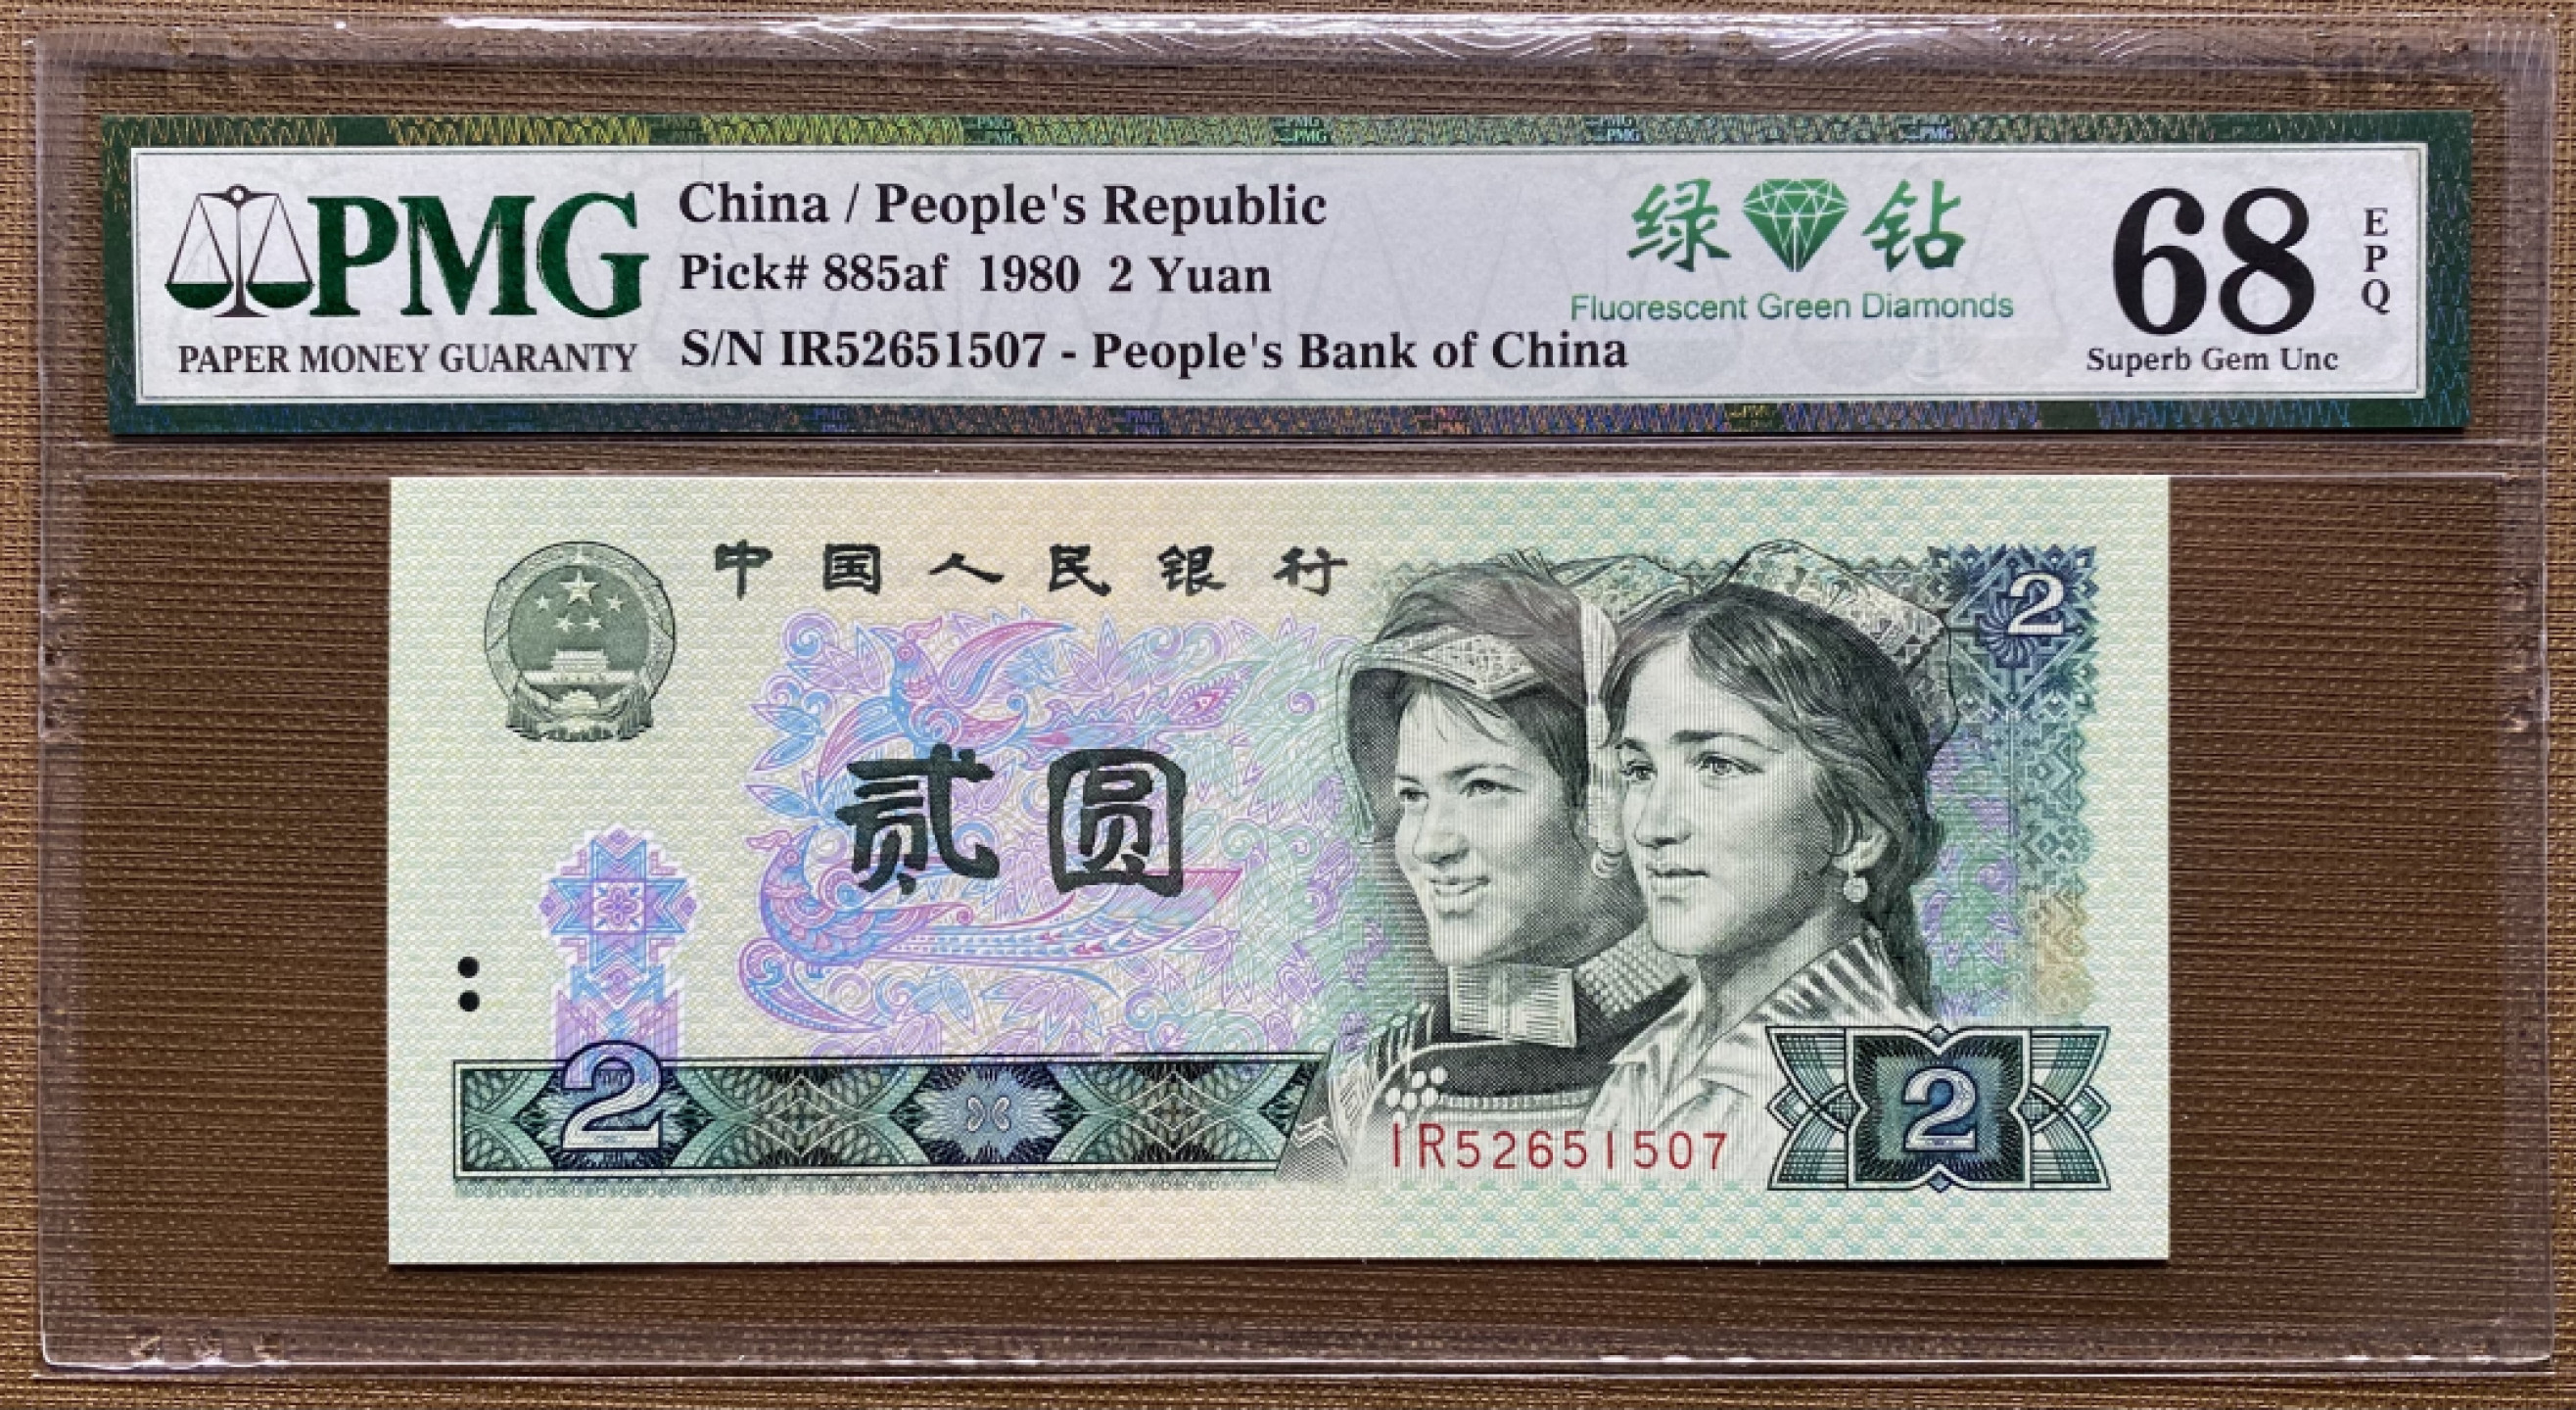 PMG
PAPER MONEY GUARANTY
China / People's Republic
Pick# 885af 1980 2 Yuan
S/N IR52651507 - People's Bank of China
绿 钻
Fluorescent Green Diamonds
68
EPQ
Superb Gem Unc
中国人民银行
2
贰圆
2
IR52651507
2